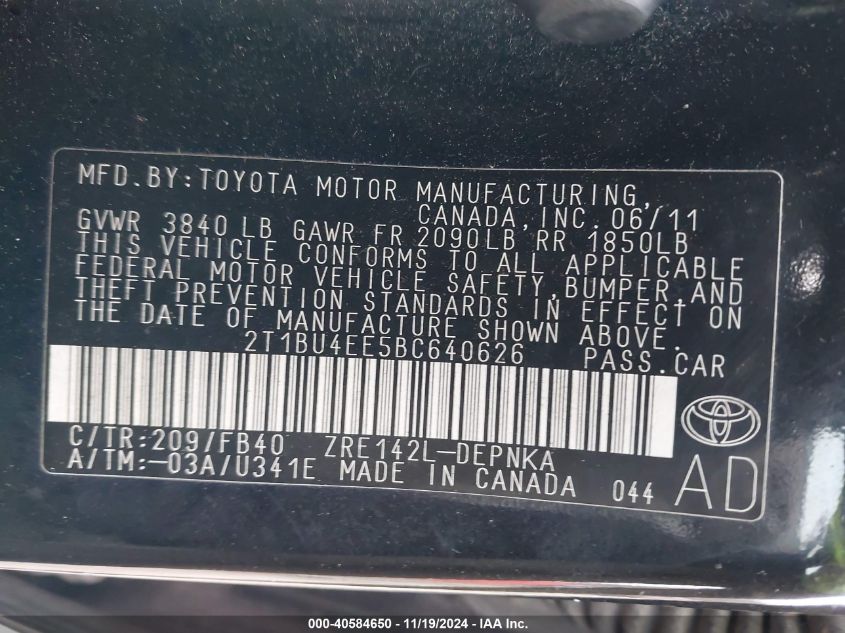 MFD.BY:TOYOTA MOTOR MANUFACTURING,
CANADA,INC. 06/11
GVWR 3840 LB GAWR FR 2090LB RR 1850LB
THIS VEHICLE CONFORMS TO ALL APPLICABLE
FEDERAL MOTOR VEHICLE SAFETY,BUMPER,AND
THEFT PREVENTION STANDARDS IN EFFECT ON
THE DATE OF MANUFACTURE SHOWN ABOVE.
2T1BU4EE5BC640626 PASS.CAR
C/TR:209/FB40 ZRE142L-DEPNKA
A/TM:-03A/U341E MADE IN CANADA 044 AD
000-40584650 - 11/19/2024 - IAA Inc.